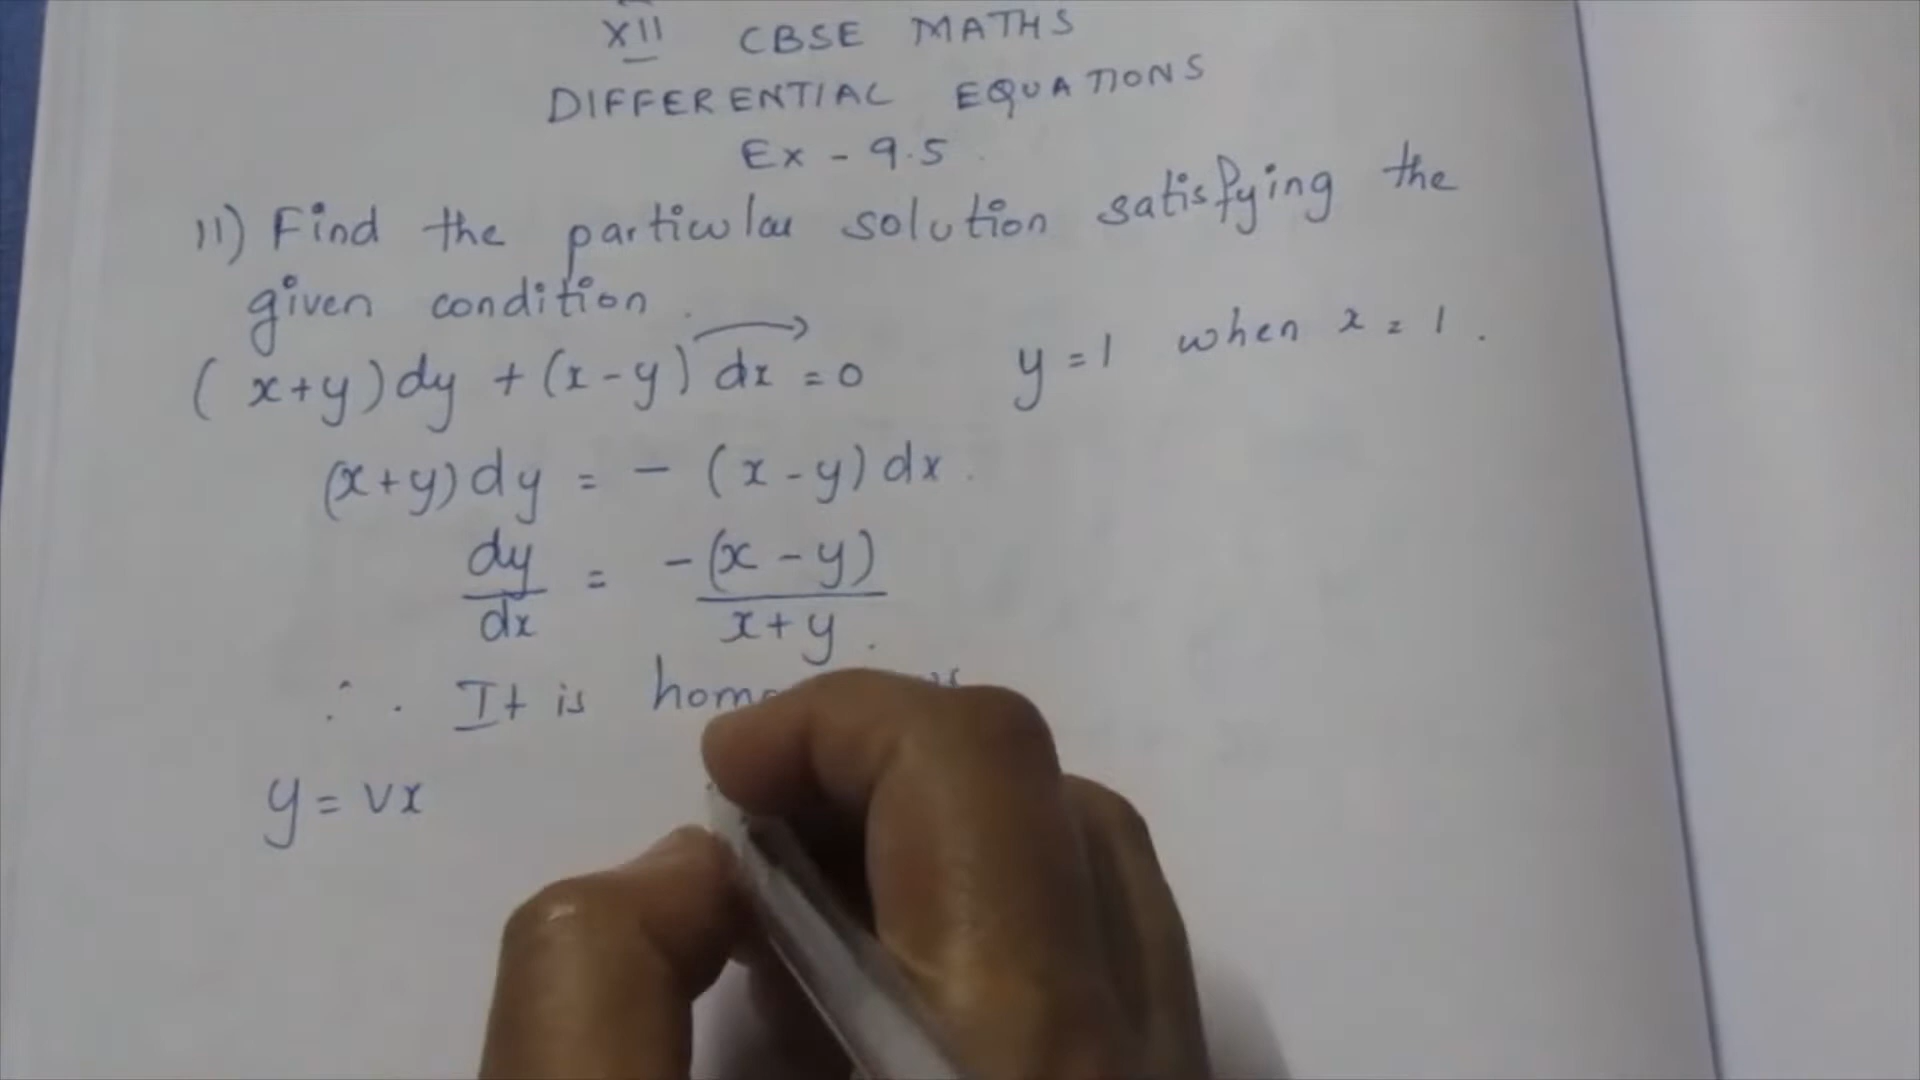 XII CBSE MATHS
DIFFERENTIAL EQUATIONS
Ex - 9.5
11) Find the particular solution satisfying the
given condition.
(x+y)dy + (x-y) dx = 0 y = 1 when x = 1.
(x+y)dy = - (x-y)dx.
dy/dx = -(x-y)/x+y.
∴ It is
y = vx